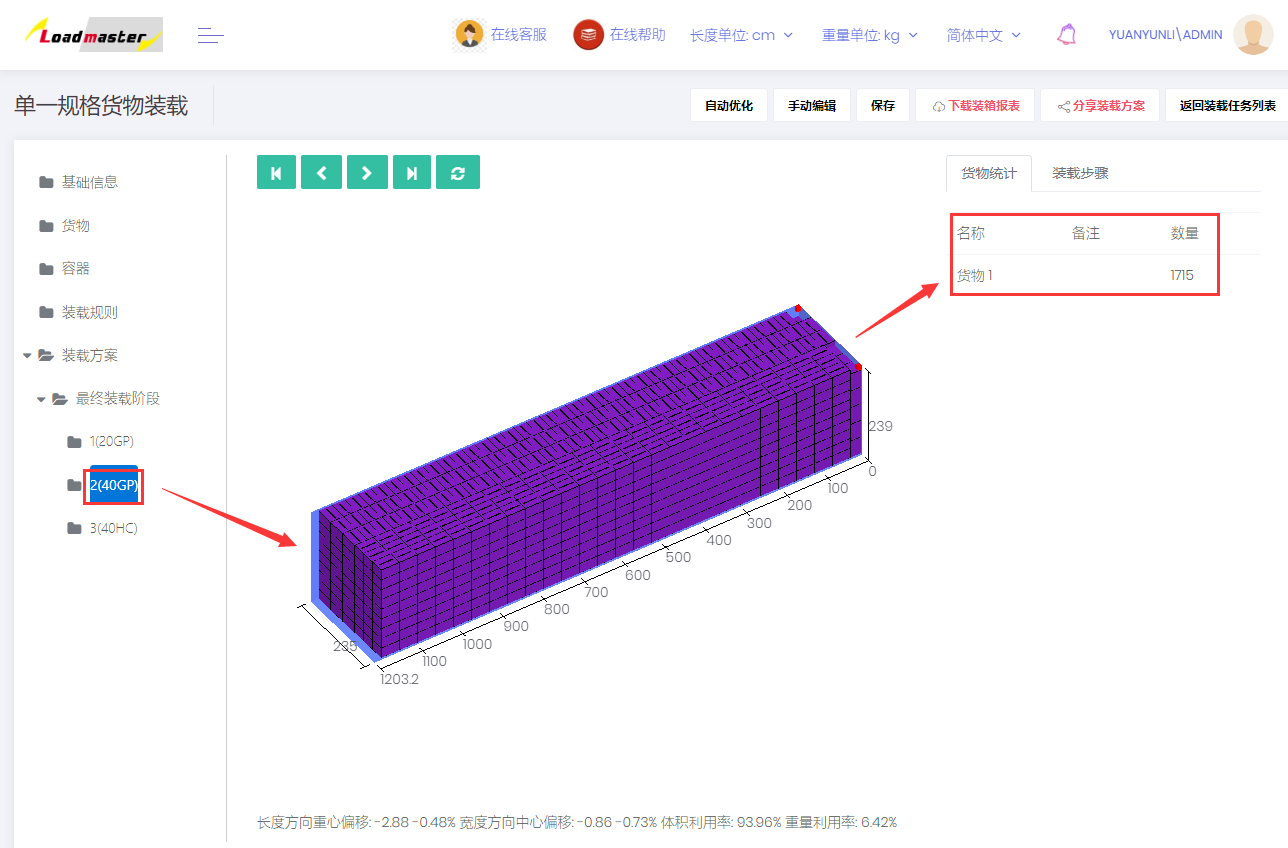 Loadmaster
在线客服
在线帮助
长度单位: cm
重量单位: kg
简体中文
YUANYUNLI\ADMIN
单一规格货物装载
自动优化
手动编辑
保存
下载装箱报表
分享装载方案
返回装载任务列表
基础信息
货物
容器
装载规则
装载方案
最终装载阶段
1(20GP)
2(40GP)
3(40HC)
货物统计
装载步骤
名称 备注 数量
货物 1 1715
239
0
100
200
300
400
500
600
700
800
900
1000
1100
1203.2
235
长度方向重心偏移: -2.88 -0.48% 宽度方向中心偏移: -0.86 -0.73% 体积利用率: 93.96% 重量利用率: 6.42%